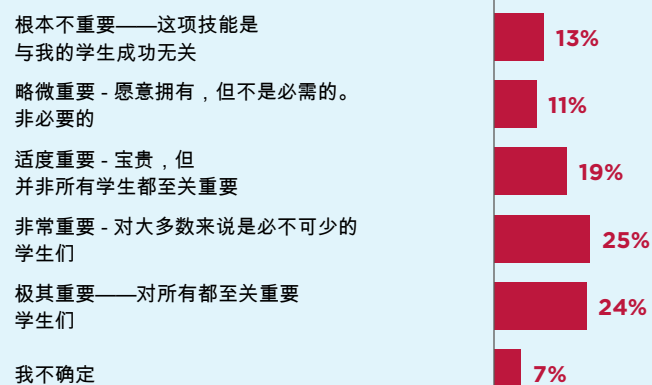 根本不重要——这项技能是
与我的学生成功无关
13%
略微重要 - 愿意拥有，但不是必需的。
非必要的
11%
适度重要 - 宝贵，但
并非所有学生都至关重要
19%
非常重要 - 对大多数来说是必不可少的
学生们
25%
极其重要——对所有都至关重要
学生们
24%
我不确定
7%